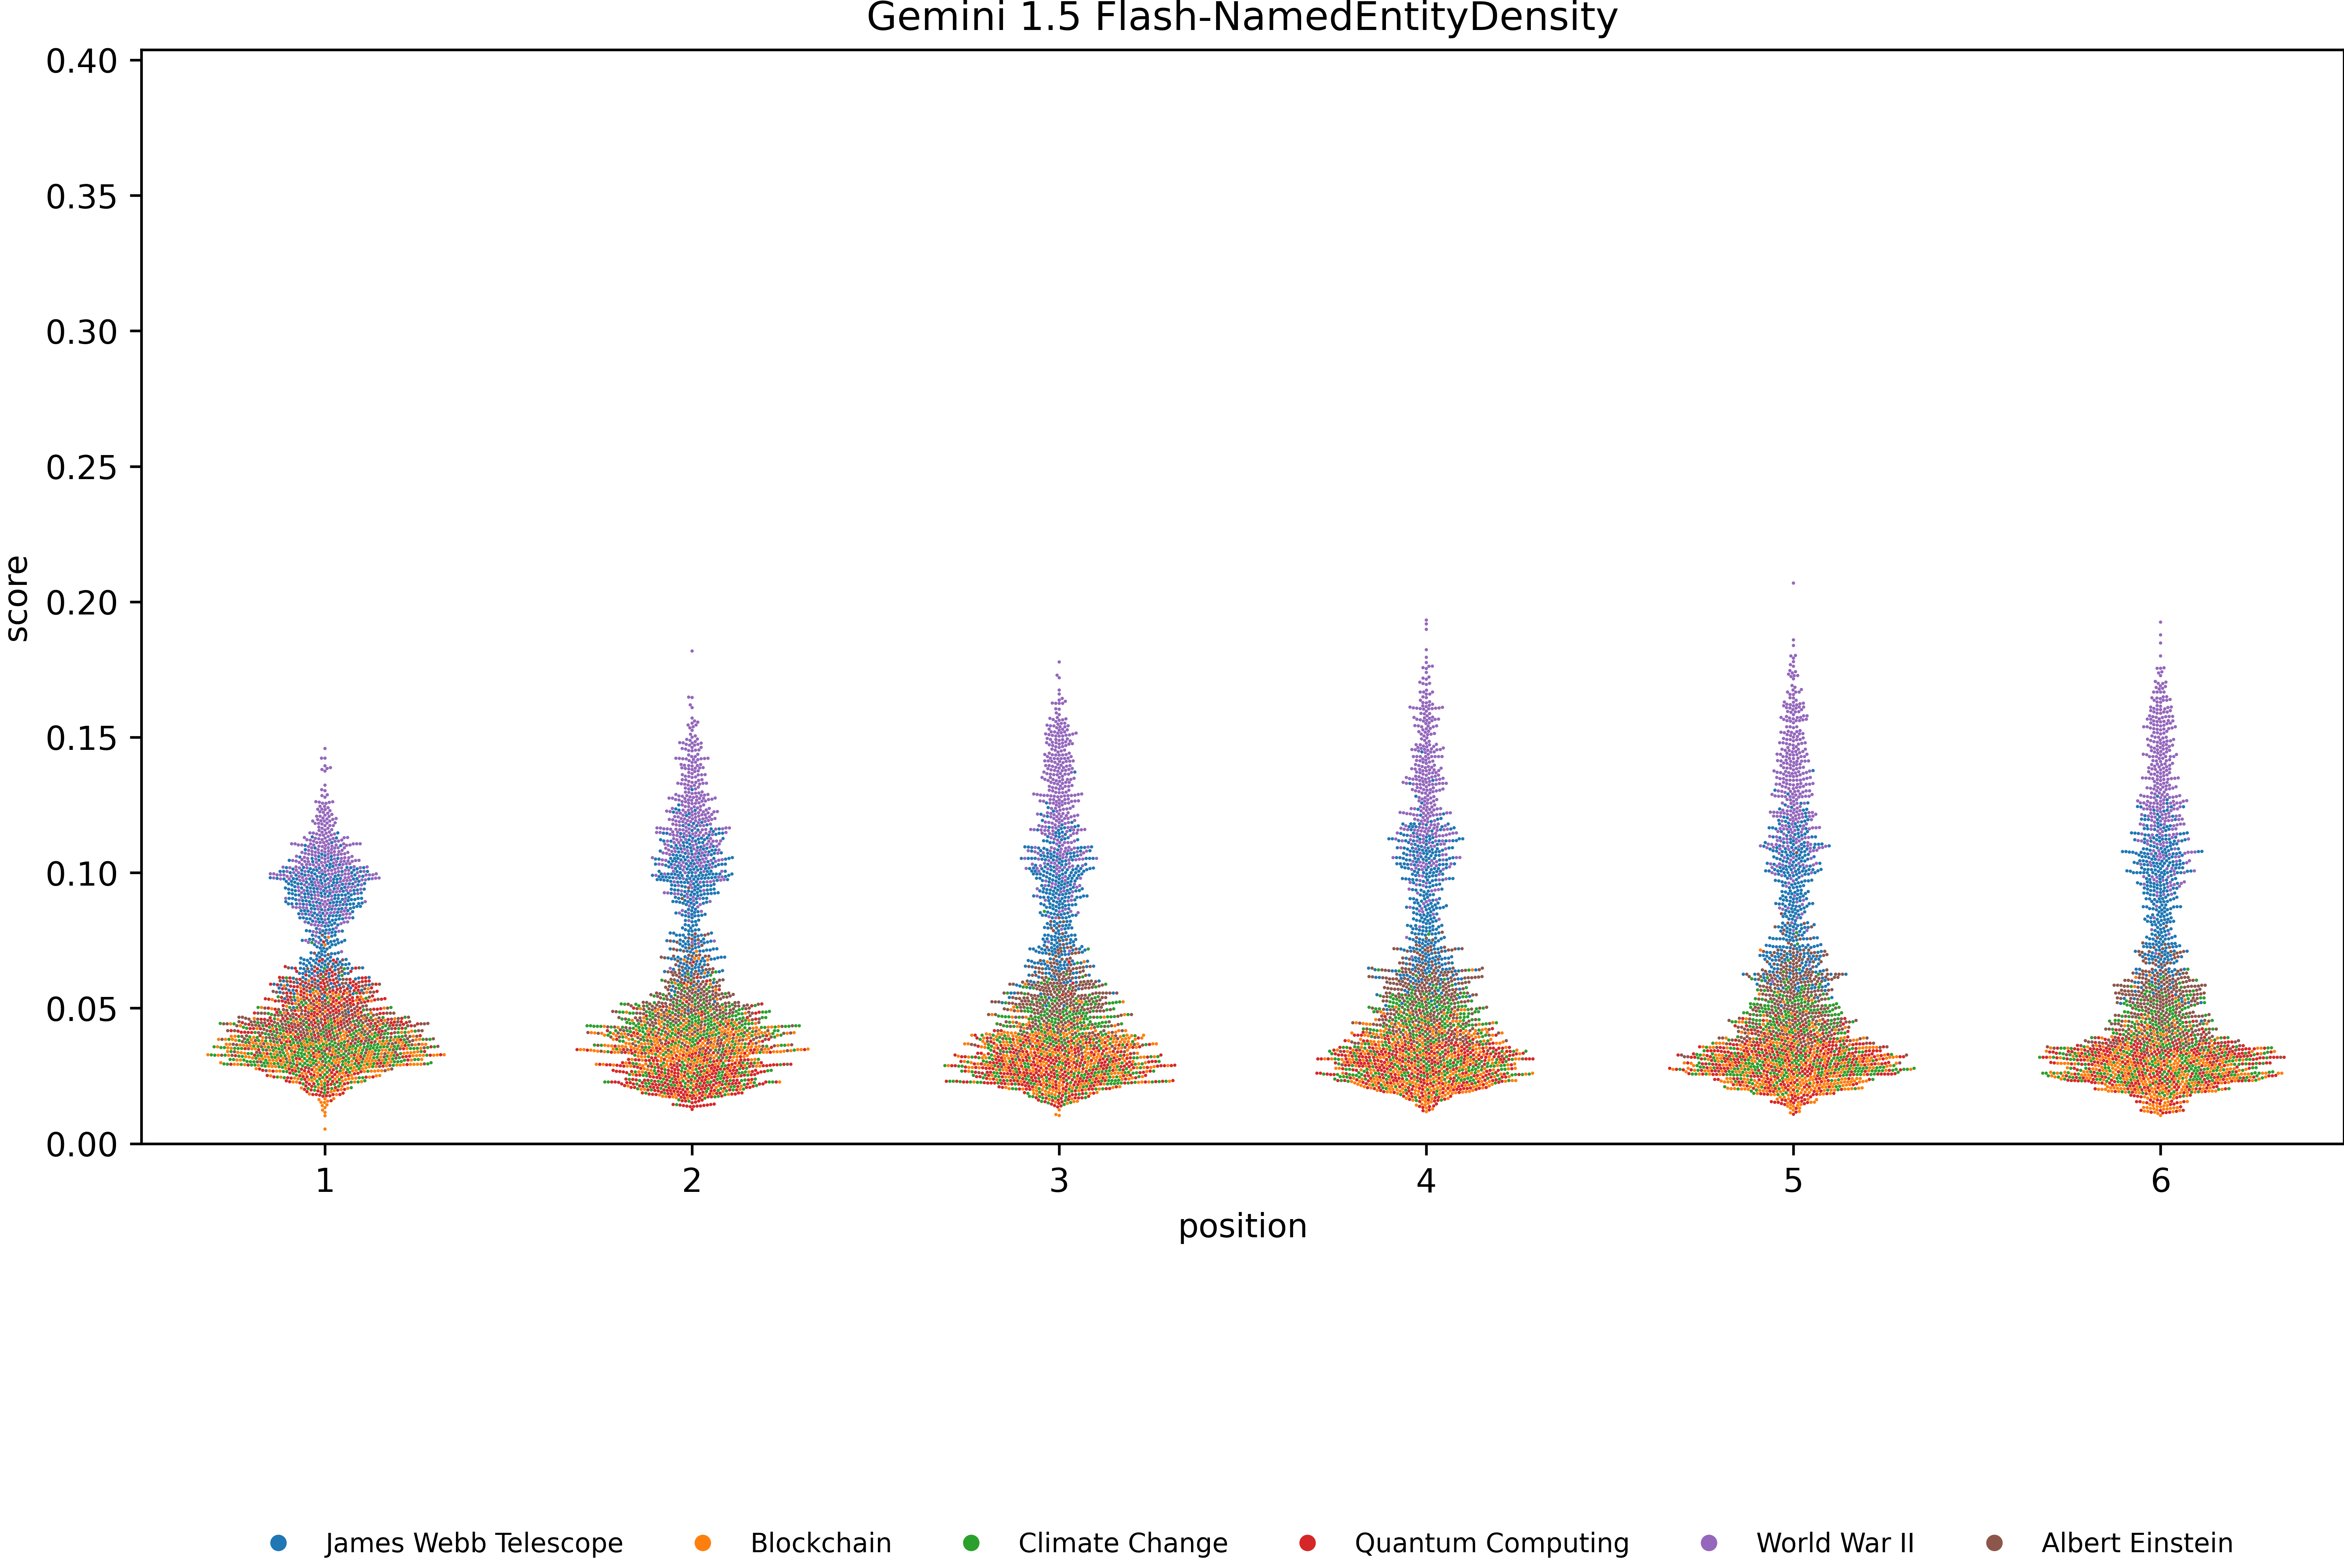 Gemini 1.5 Flash-NamedEntityDensity
0.40
0.35
0.30
0.25
0.20
0.15
0.10
0.05
0.00
score
1 2 3 4 5 6
position
James Webb Telescope Blockchain Climate Change Quantum Computing World War II Albert Einstein